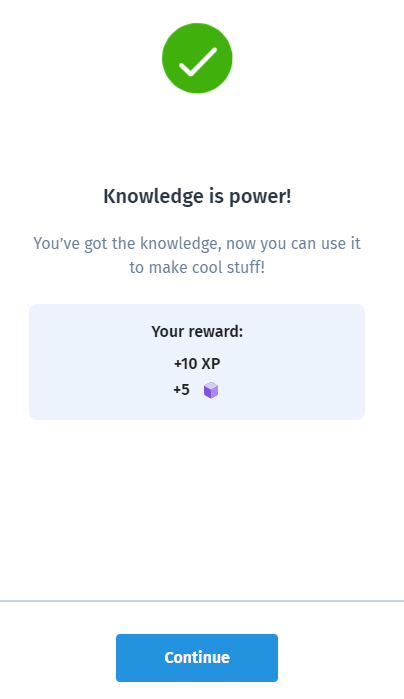 Knowledge is power!
You've got the knowledge, now you can use it
to make cool stuff!
Your reward:
+10 XP
+5
Continue